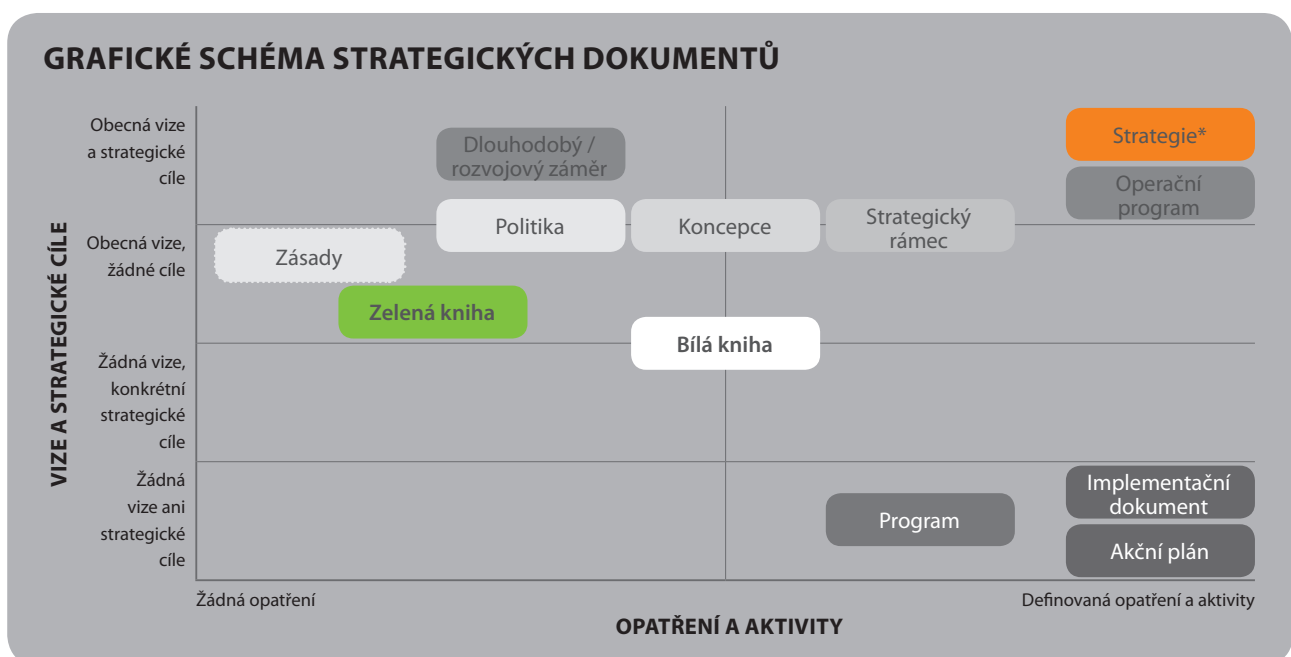 GRAFICKÉ SCHÉMA STRATEGICKÝCH DOKUMENTŮ
VIZE A STRATEGICKÉ CÍLE
Obecná vize
a strategické
cíle
Obecná vize,
žádné cíle
Žádná vize,
konkrétní
strategické
cíle
Žádná
vize ani
strategické
cíle
Dlouhodobý /
rozvojový záměr
Strategie*
Operační
program
Politika
Koncepce
Strategický
rámec
Zásady
Zelená kniha
Bílá kniha
Program
Implementační
dokument
Akční plán
Žádná opatření
Definovaná opatření a aktivity
OPATŘENÍ A AKTIVITY